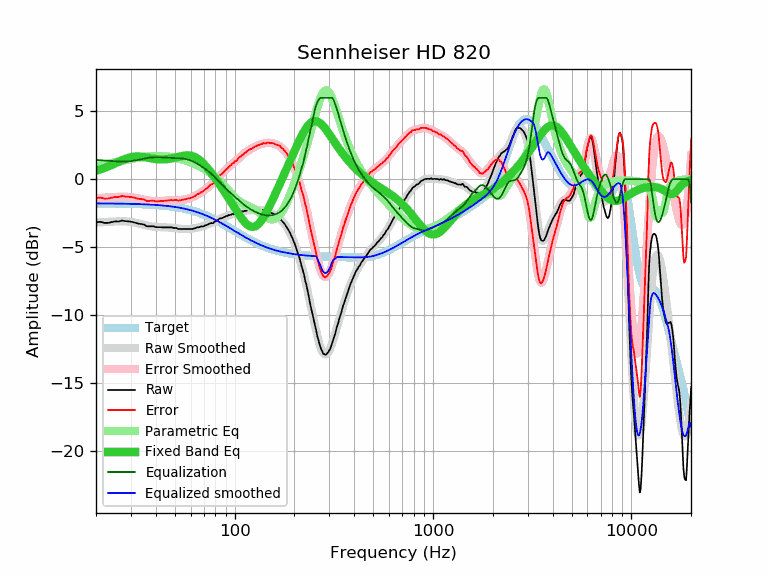 Sennheiser HD 820
Amplitude (dBr)
5
0
−5
−10
−15
−20
Target
Raw Smoothed
Error Smoothed
Raw
Error
Parametric Eq
Fixed Band Eq
Equalization
Equalized smoothed
100
1000
10000
Frequency (Hz)